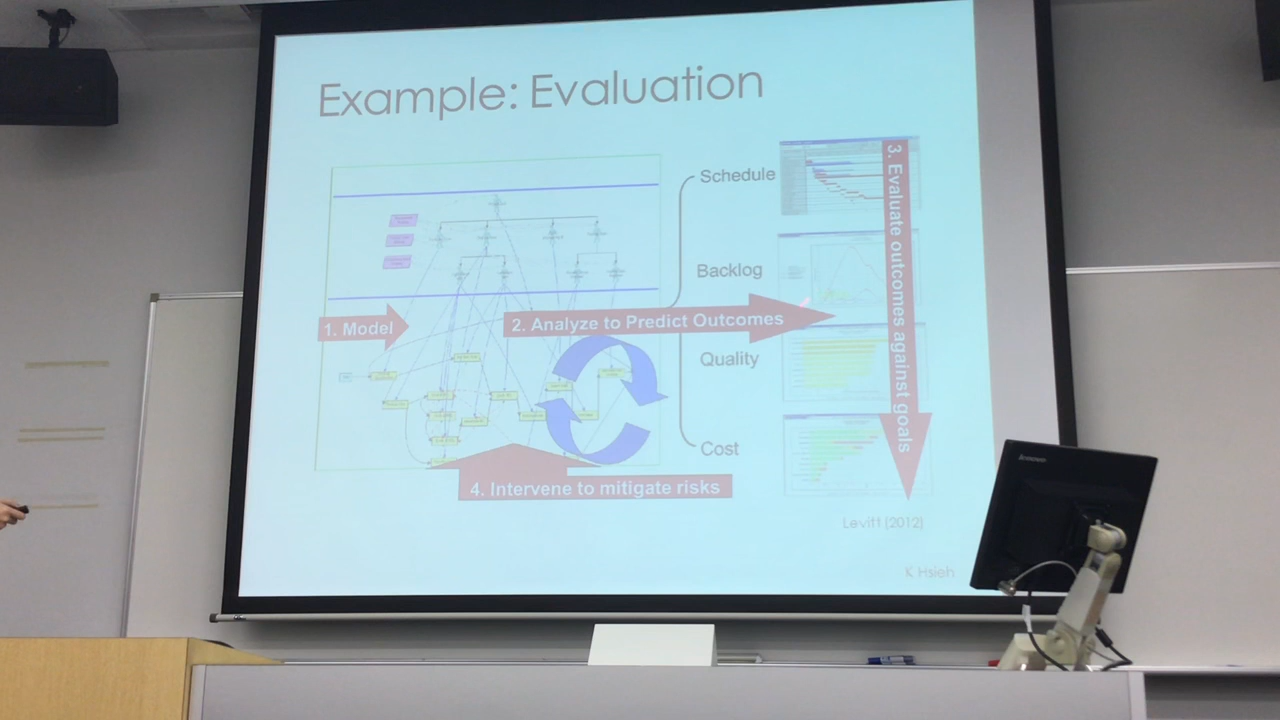 Example: Evaluation
Schedule
Backlog
1. Model
2. Analyze to Predict Outcomes
3. Evaluate outcomes against goals
Quality
Cost
4. Intervene to mitigate risks
Levitt (2012)
K Hsieh
lenovo